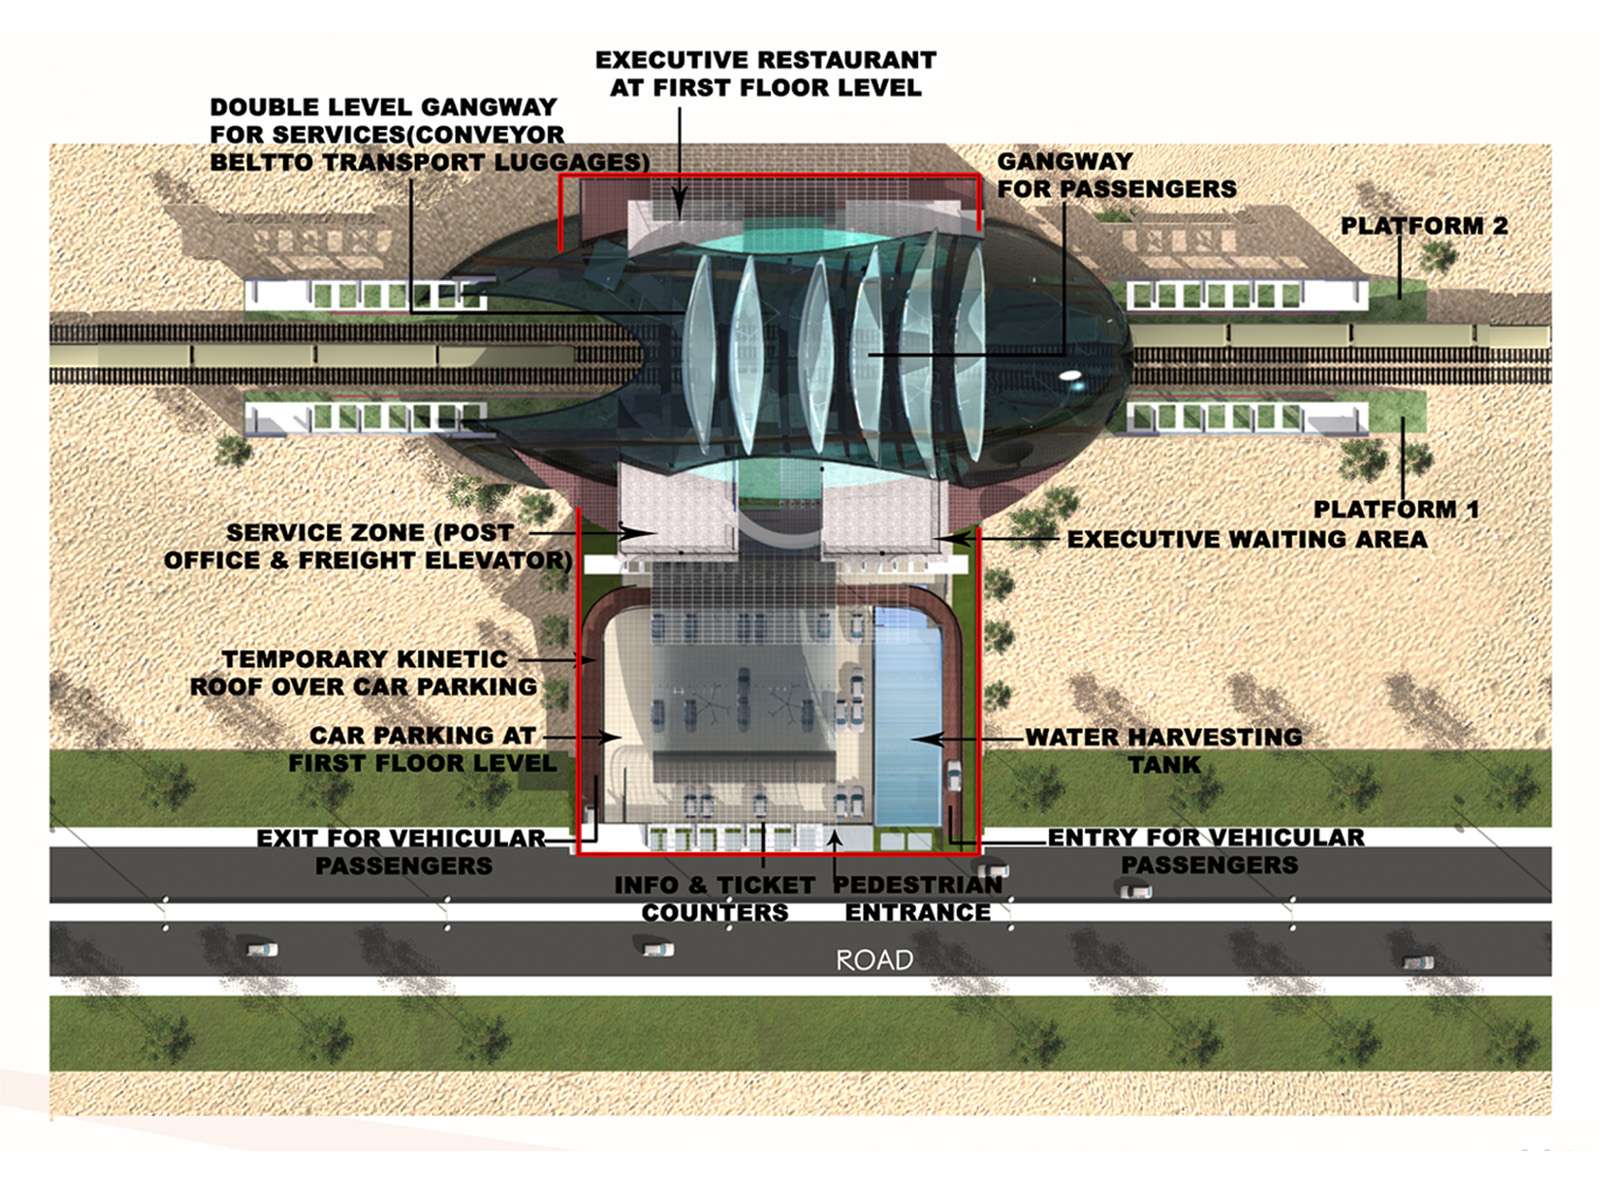 EXECUTIVE RESTAURANT
AT FIRST FLOOR LEVEL
DOUBLE LEVEL GANGWAY
FOR SERVICES(CONVEYOR
BELTTO TRANSPORT LUGGAGES)
GANGWAY
FOR PASSENGERS
PLATFORM 2
PLATFORM 1
SERVICE ZONE (POST
OFFICE & FREIGHT ELEVATOR)
EXECUTIVE WAITING AREA
TEMPORARY KINETIC
ROOF OVER CAR PARKING
CAR PARKING AT
FIRST FLOOR LEVEL
WATER HARVESTING
TANK
EXIT FOR VEHICULAR
PASSENGERS
ENTRY FOR VEHICULAR
PASSENGERS
INFO & TICKET
COUNTERS
PEDESTRIAN
ENTRANCE
ROAD